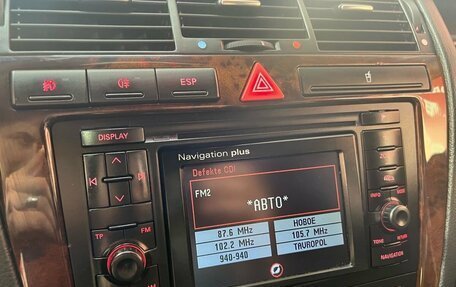 ESP
DISPLAY
Navigation plus
Defekte CD!
FM2
*АВТО*
87.6 MHz
НОВОЕ
102.2 MHz
105.7 MHz
940-940
TAUROPOL
TP
FM
INFO
TONE
RETURN
NAVIGATION